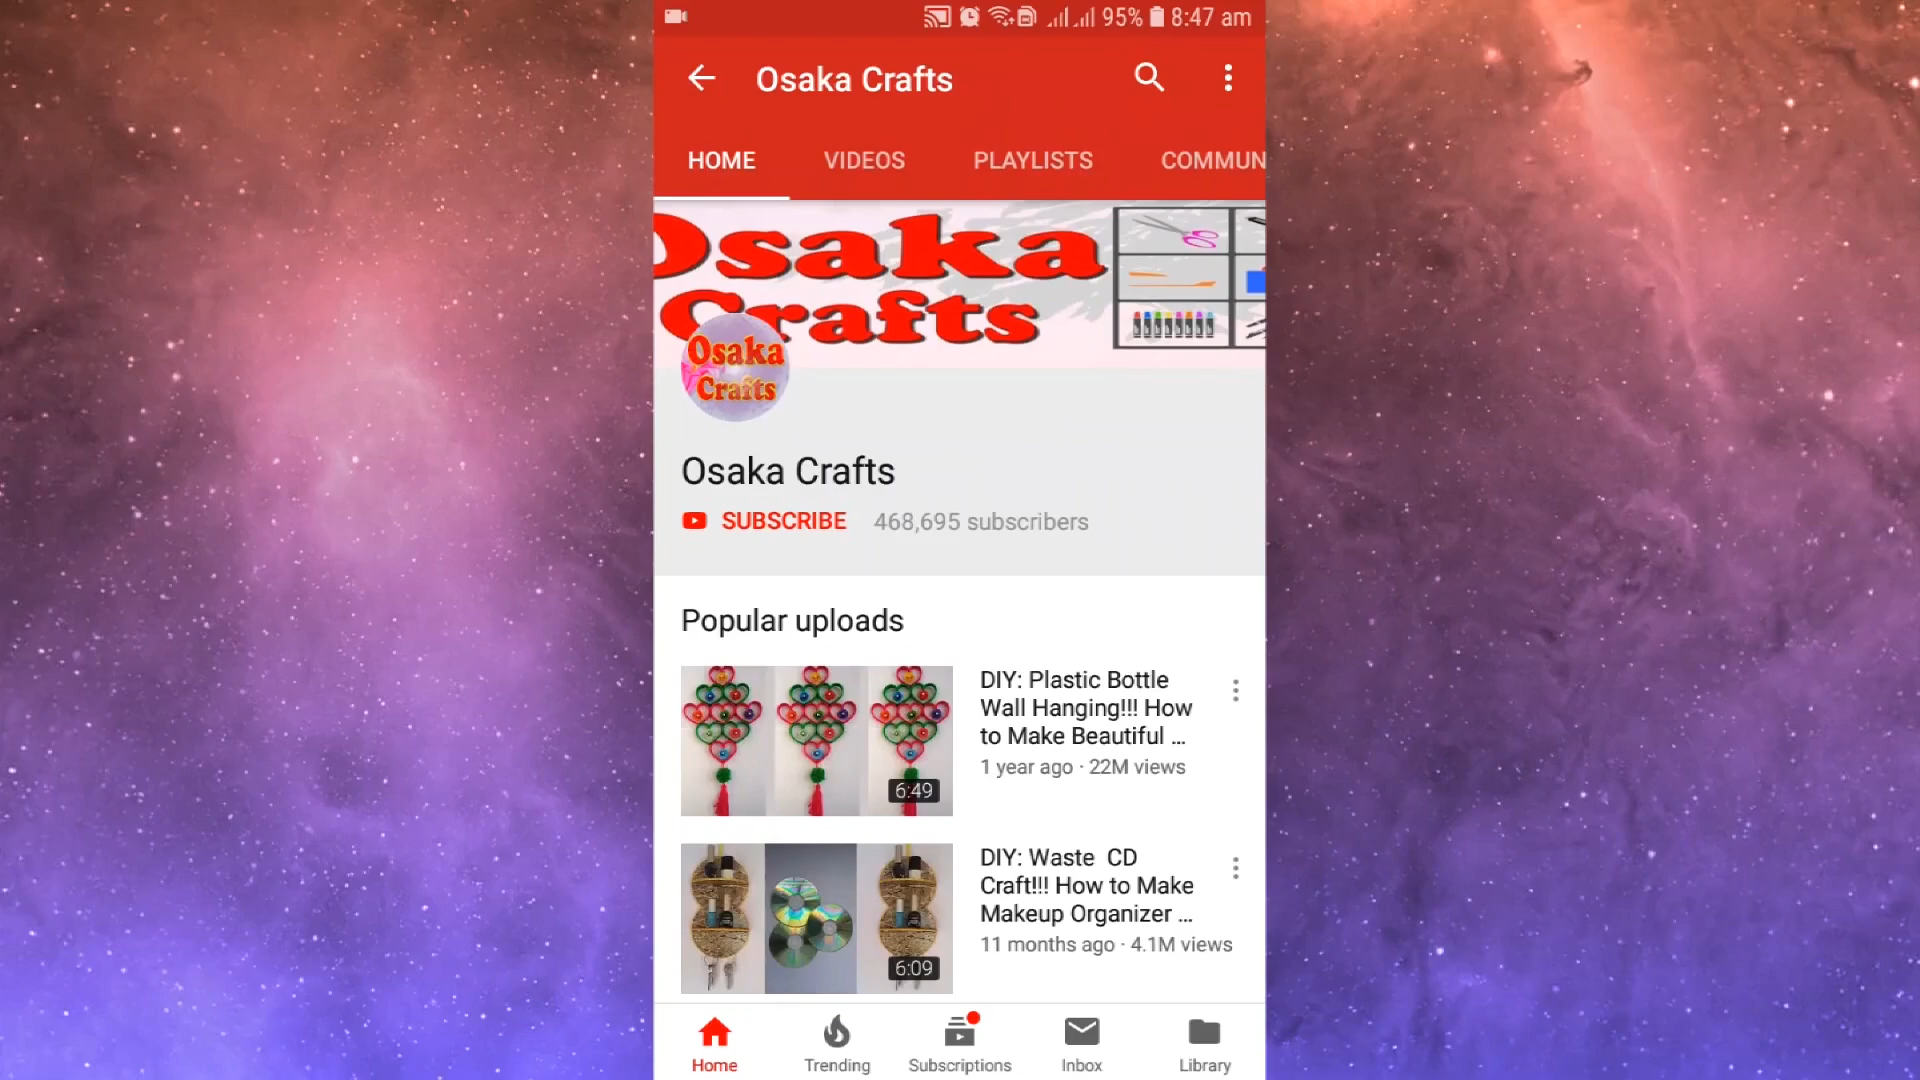 95% 8:47 am
Osaka Crafts
HOME VIDEOS PLAYLISTS COMMUN
Osaka
Crafts
Osaka
Crafts
Osaka Crafts
SUBSCRIBE 468,695 subscribers
Popular uploads
DIY: Plastic Bottle
Wall Hanging!!! How
to Make Beautiful ...
1 year ago · 22M views
6:49
DIY: Waste CD
Craft!!! How to Make
Makeup Organizer ...
11 months ago · 4.1M views
6:09
Home Trending Subscriptions Inbox Library